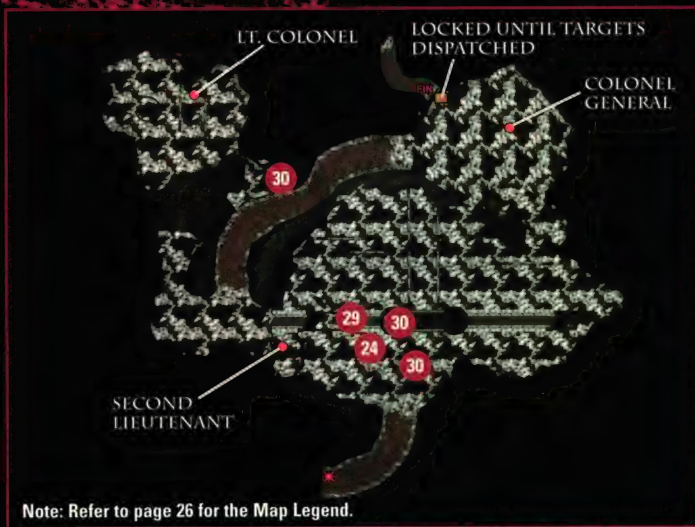 LT. COLONEL
LOCKED UNTIL TARGETS
DISPATCHED
FIN
COLONEL
GENERAL
30
29
30
24
30
SECOND
LIEUTENANT
Note: Refer to page 26 for the Map Legend.